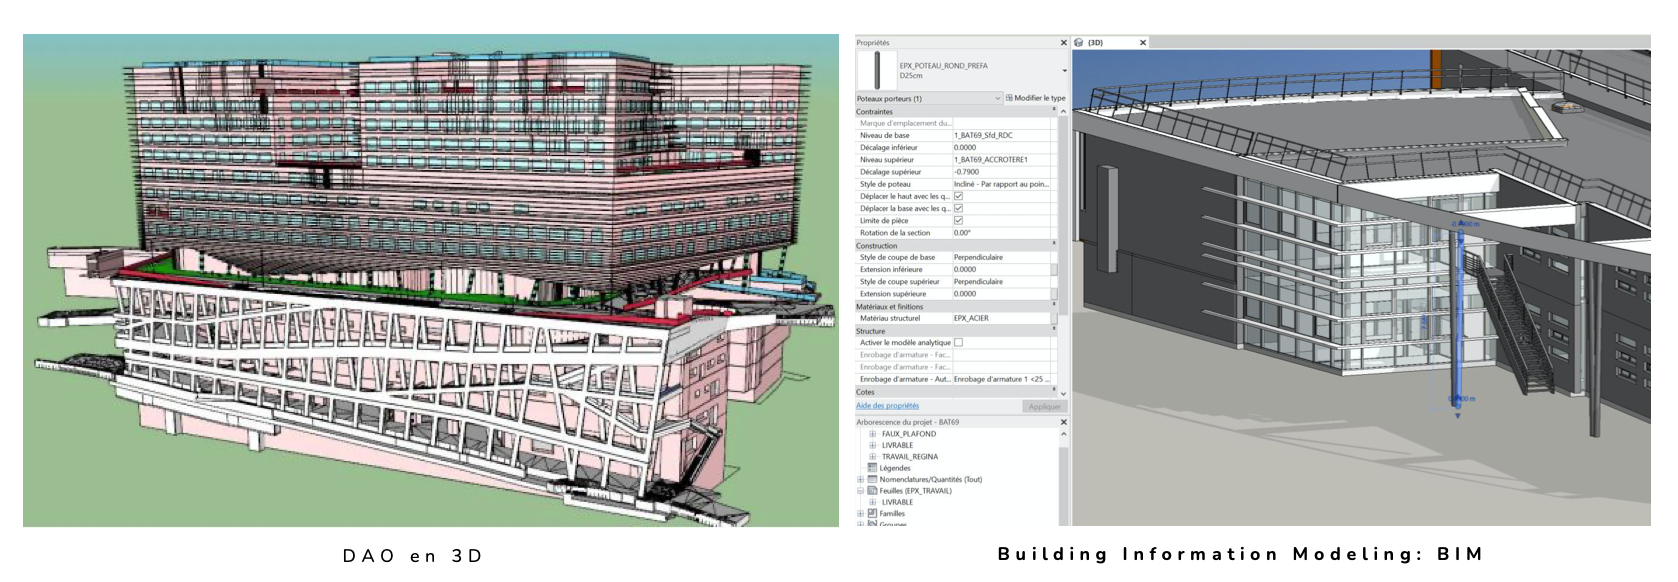 Propriétés
EPX_POTEAU_ROND_PREFA
D25cm
Poteaux porteurs (1)
Modifier le type
Contraintes
Marque d'emplacement du...
Niveau de base 1_BAT69_Sfd_RDC
Décalage inférieur 0.0000
Niveau supérieur 1_BAT69_ACCROTERE1
Décalage supérieur -0.7900
Style de poteau Incliné - Par rapport au poin...
Déplacer le haut avec les q...
Déplacer la base avec les q...
Limite de pièce
Rotation de la section 0.00°
Construction
Style de coupe de base Perpendiculaire
Extension inférieure 0.0000
Style de coupe supérieur Perpendiculaire
Extension supérieure 0.0000
Matériaux et finitions
Matériau structurel EPX_ACIER
Structure
Activer le modèle analytique
Enrobage d'armature - Fac...
Enrobage d'armature - Fac...
Enrobage d'armature - Aut... Enrobage d'armature 1 <25 ...
Cotes
Aide des propriétés Appliquer
Arborescence du projet - BAT69
FAUX_PLAFOND
LIVRABLE
TRAVAIL_REGINA
Légendes
Nomenclatures/Quantités (Tout)
Feuilles (EPX_TRAVAIL)
LIVRABLE
Familles
Groupes
{3D}
DAO en 3D
Building Information Modeling: BIM